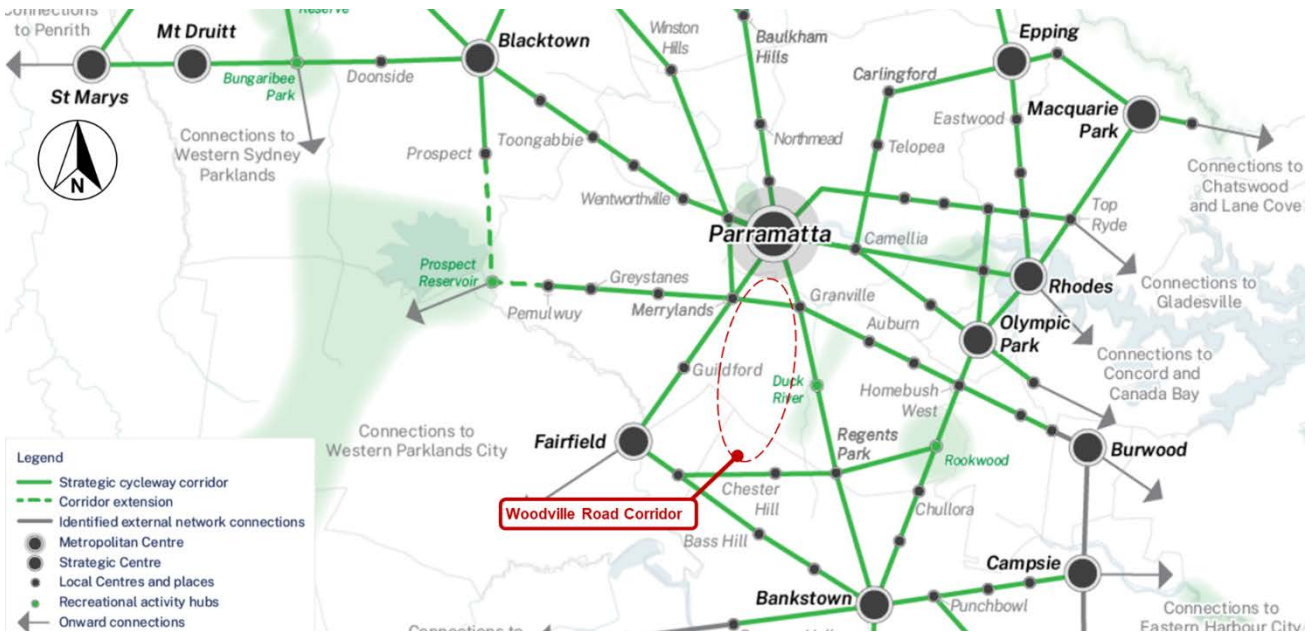 Connections
to Penrith
Reserve
Mt Druitt
Blacktown
Winston
Hills
Baulkham
Hills
Epping
Carlingford
Macquarie
Park
St Marys
Bungaribee
Park
Doonside
Eastwood
Northmead
Toongabbie
Telopea
Connections to
Western Sydney
Parklands
Prospect
Connections to
Chatswood
and Lane Cove
N
Wentworthville
Top
Ryde
Parramatta
Camellia
Prospect
Reservoir
Greystanes
Rhodes
Connections to
Gladesville
Pemulwuy
Merrylands
Granville
Auburn
Olympic
Park
Guildford
Duck
River
Homebush
West
Connections to
Concord and
Canada Bay
Connections to
Western Parklands City
Fairfield
Regents
Park
Rookwood
Burwood
Legend
Strategic cycleway corridor
Corridor extension
Identified external network connections
Metropolitan Centre
Strategic Centre
Local Centres and places
Recreational activity hubs
Onward connections
Chester
Hill
Woodville Road Corridor
Chullora
Bass Hill
Campsie
Bankstown
Punchbowl
Connections to
Eastern Harbour City